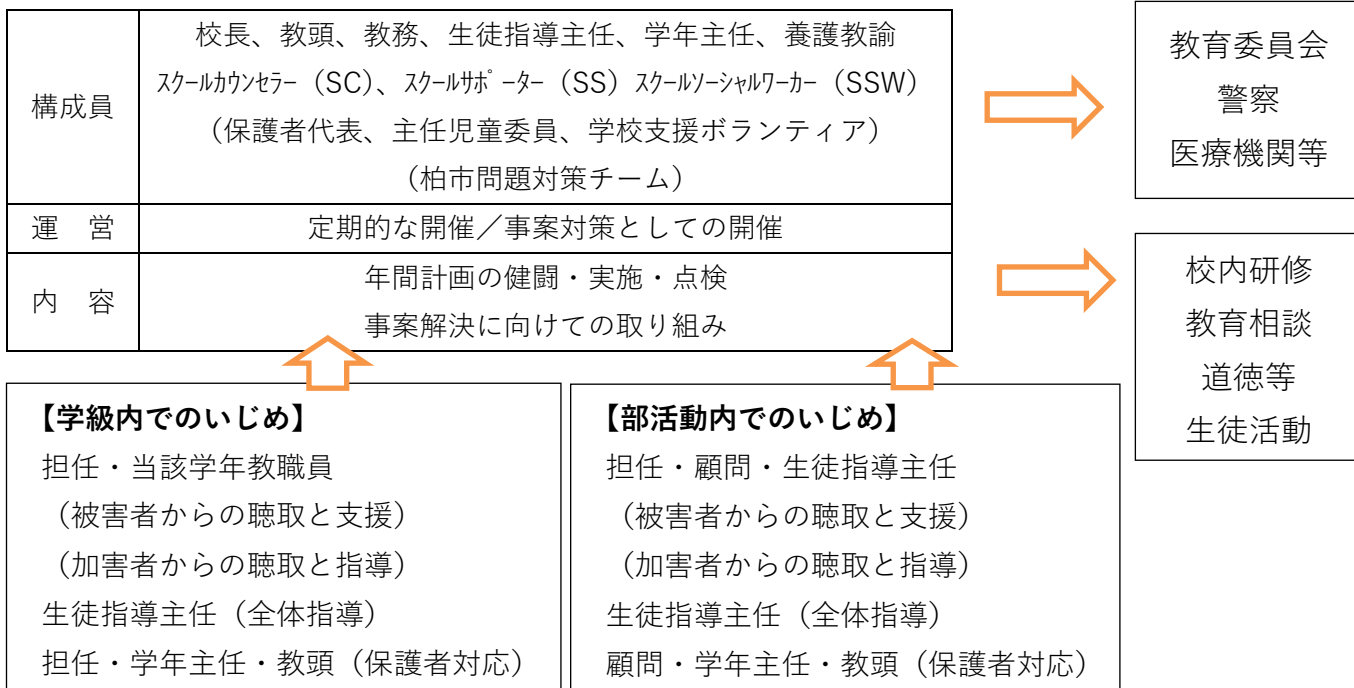 構成員
校長、教頭、教務、生徒指導主任、学年主任、養護教諭
ｽｸｰﾙｶｳﾝｾﾗｰ（SC）、ｽｸｰﾙｻﾎﾟｰﾀｰ（SS）ｽｸｰﾙｿｰｼｬﾙﾜｰｶｰ（SSW）
（保護者代表、主任児童委員、学校支援ボランティア）
（柏市問題対策チーム）
運　営
定期的な開催／事案対策としての開催
内　容
年間計画の健闘・実施・点検
事案解決に向けての取り組み
教育委員会
警察
医療機関等
校内研修
教育相談
道徳等
生徒活動
【学級内でのいじめ】
担任・当該学年教職員
（被害者からの聴取と支援）
（加害者からの聴取と指導）
生徒指導主任（全体指導）
担任・学年主任・教頭（保護者対応）
【部活動内でのいじめ】
担任・顧問・生徒指導主任
（被害者からの聴取と支援）
（加害者からの聴取と指導）
生徒指導主任（全体指導）
顧問・学年主任・教頭（保護者対応）